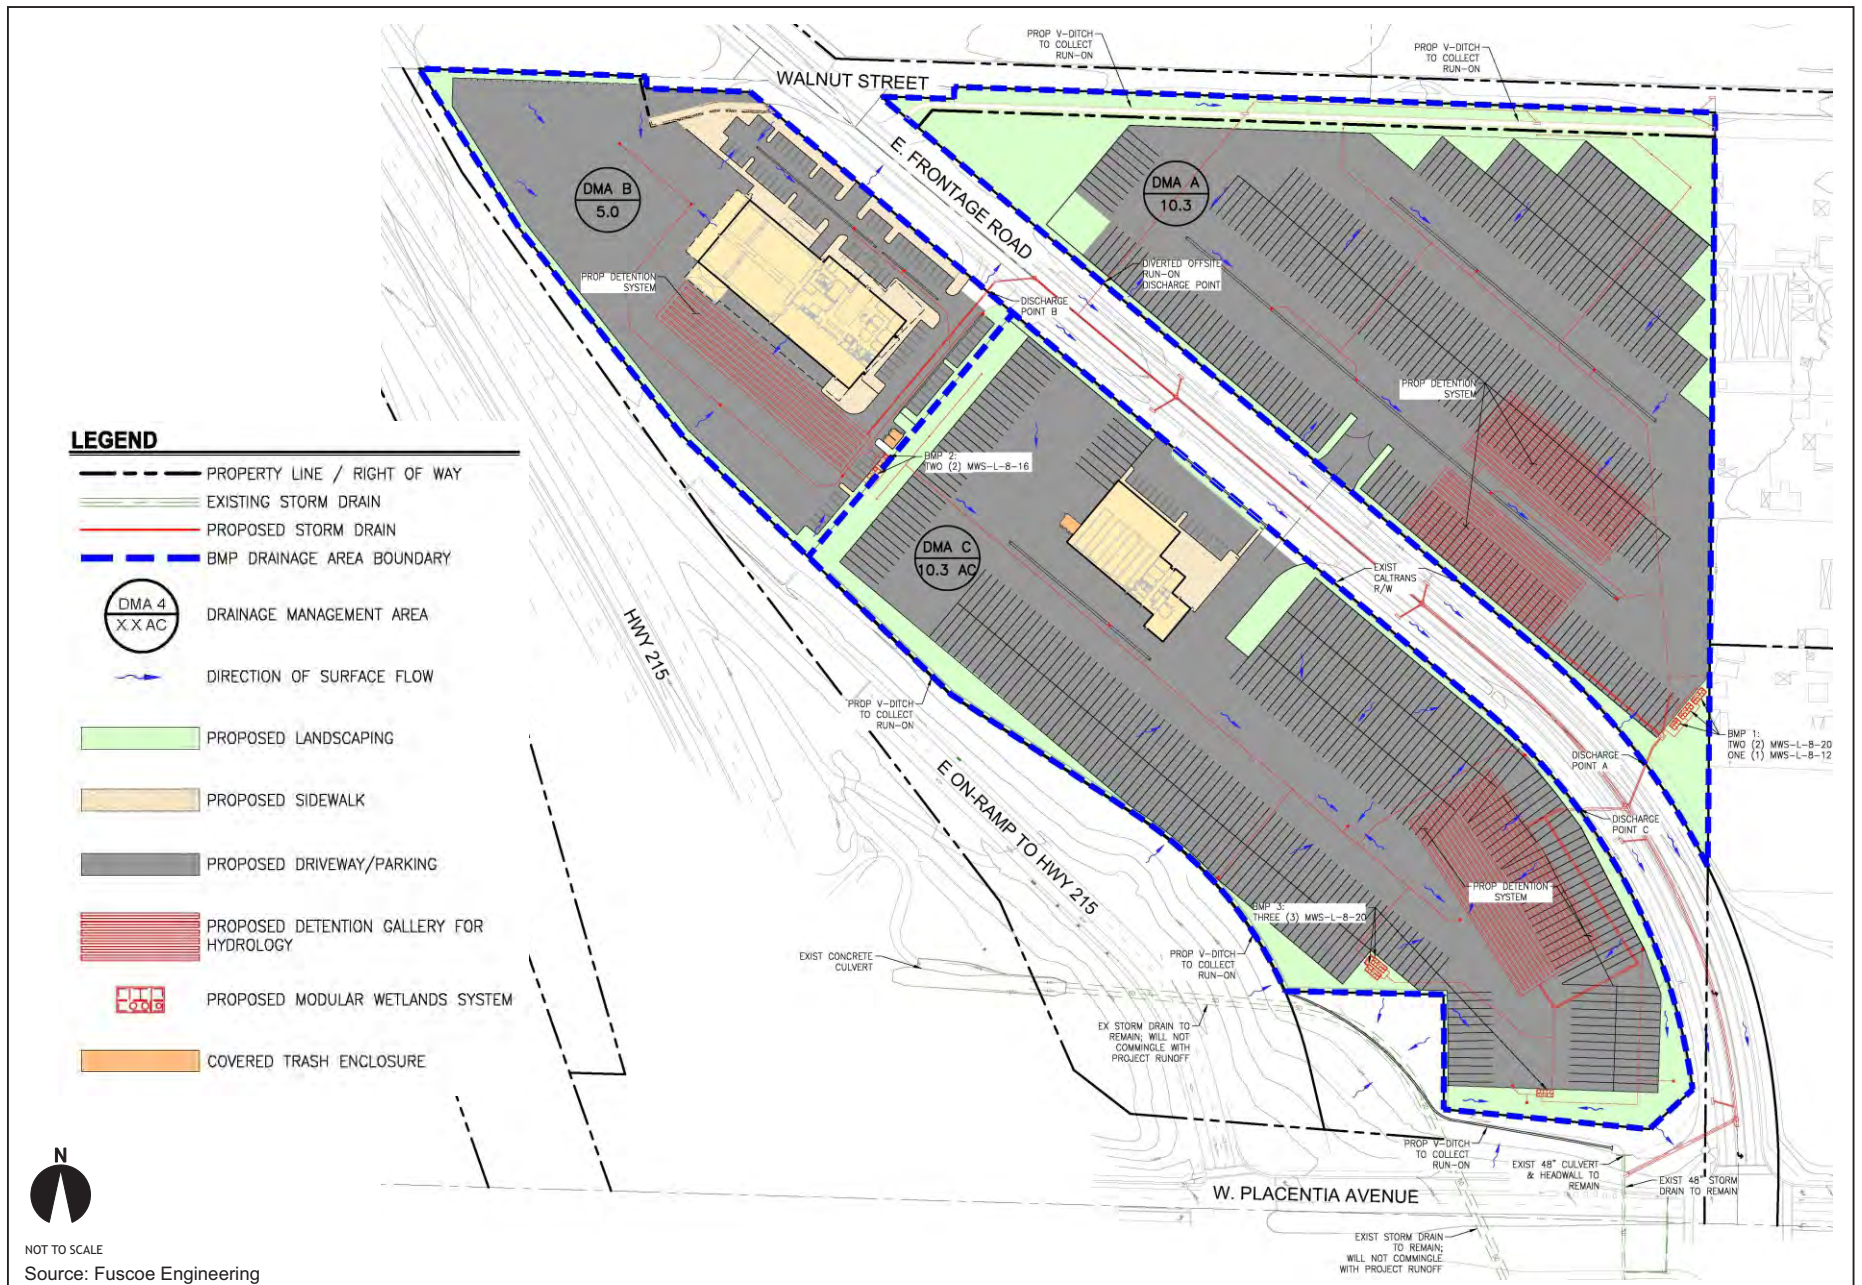 PROP V-DITCH
TO COLLECT
RUN-ON
PROP V-DITCH
TO COLLECT
RUN-ON
WALNUT STREET
E. FRONTAGE ROAD
DMA B
5.0
DMA A
10.3
PROP DETENTION
SYSTEM
DIVERTED OFFSITE
RUN-ON
DISCHARGE POINT
DISCHARGE
POINT B
PROP DETENTION
SYSTEM
LEGEND
PROPERTY LINE / RIGHT OF WAY
EXISTING STORM DRAIN
PROPOSED STORM DRAIN
BMP DRAINAGE AREA BOUNDARY
DMA 4
X.X AC
DRAINAGE MANAGEMENT AREA
DIRECTION OF SURFACE FLOW
PROPOSED LANDSCAPING
PROPOSED SIDEWALK
PROPOSED DRIVEWAY/PARKING
PROPOSED DETENTION GALLERY FOR
HYDROLOGY
PROPOSED MODULAR WETLANDS SYSTEM
COVERED TRASH ENCLOSURE
BMP 2:
TWO (2) MWS-L-8-16
DMA C
10.3 AC
EXIST
CALTRANS
R/W
HWY 215
PROP V-DITCH
TO COLLECT
RUN-ON
E ON-RAMP TO HWY 215
BMP 1:
TWO (2) MWS-L-8-20
ONE (1) MWS-L-8-12
DISCHARGE
POINT A
DISCHARGE
POINT C
PROP DETENTION
SYSTEM
BMP 3:
THREE (3) MWS-L-8-20
EXIST CONCRETE
CULVERT
PROP V-DITCH
TO COLLECT
RUN-ON
EX STORM DRAIN TO
REMAIN; WILL NOT
COMMINGLE WITH
PROJECT RUNOFF
PROP V-DITCH
TO COLLECT
RUN-ON
EXIST 48" CULVERT
& HEADWALL TO
REMAIN
EXIST 48" STORM
DRAIN TO REMAIN
W. PLACENTIA AVENUE
EXIST STORM DRAIN
TO REMAIN;
WILL NOT COMMINGLE
WITH PROJECT RUNOFF
N
NOT TO SCALE
Source: Fuscoe Engineering